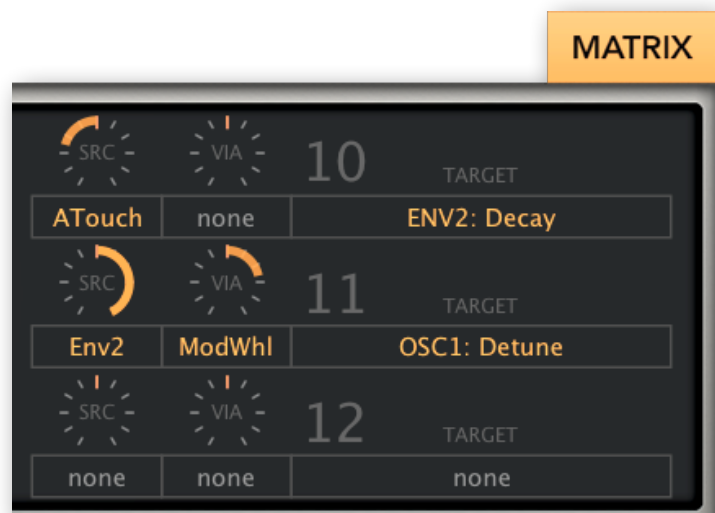 MATRIX
SRC VIA 10 TARGET
ATouch none ENV2: Decay
SRC VIA 11 TARGET
Env2 ModWhl OSC1: Detune
SRC VIA 12 TARGET
none none none